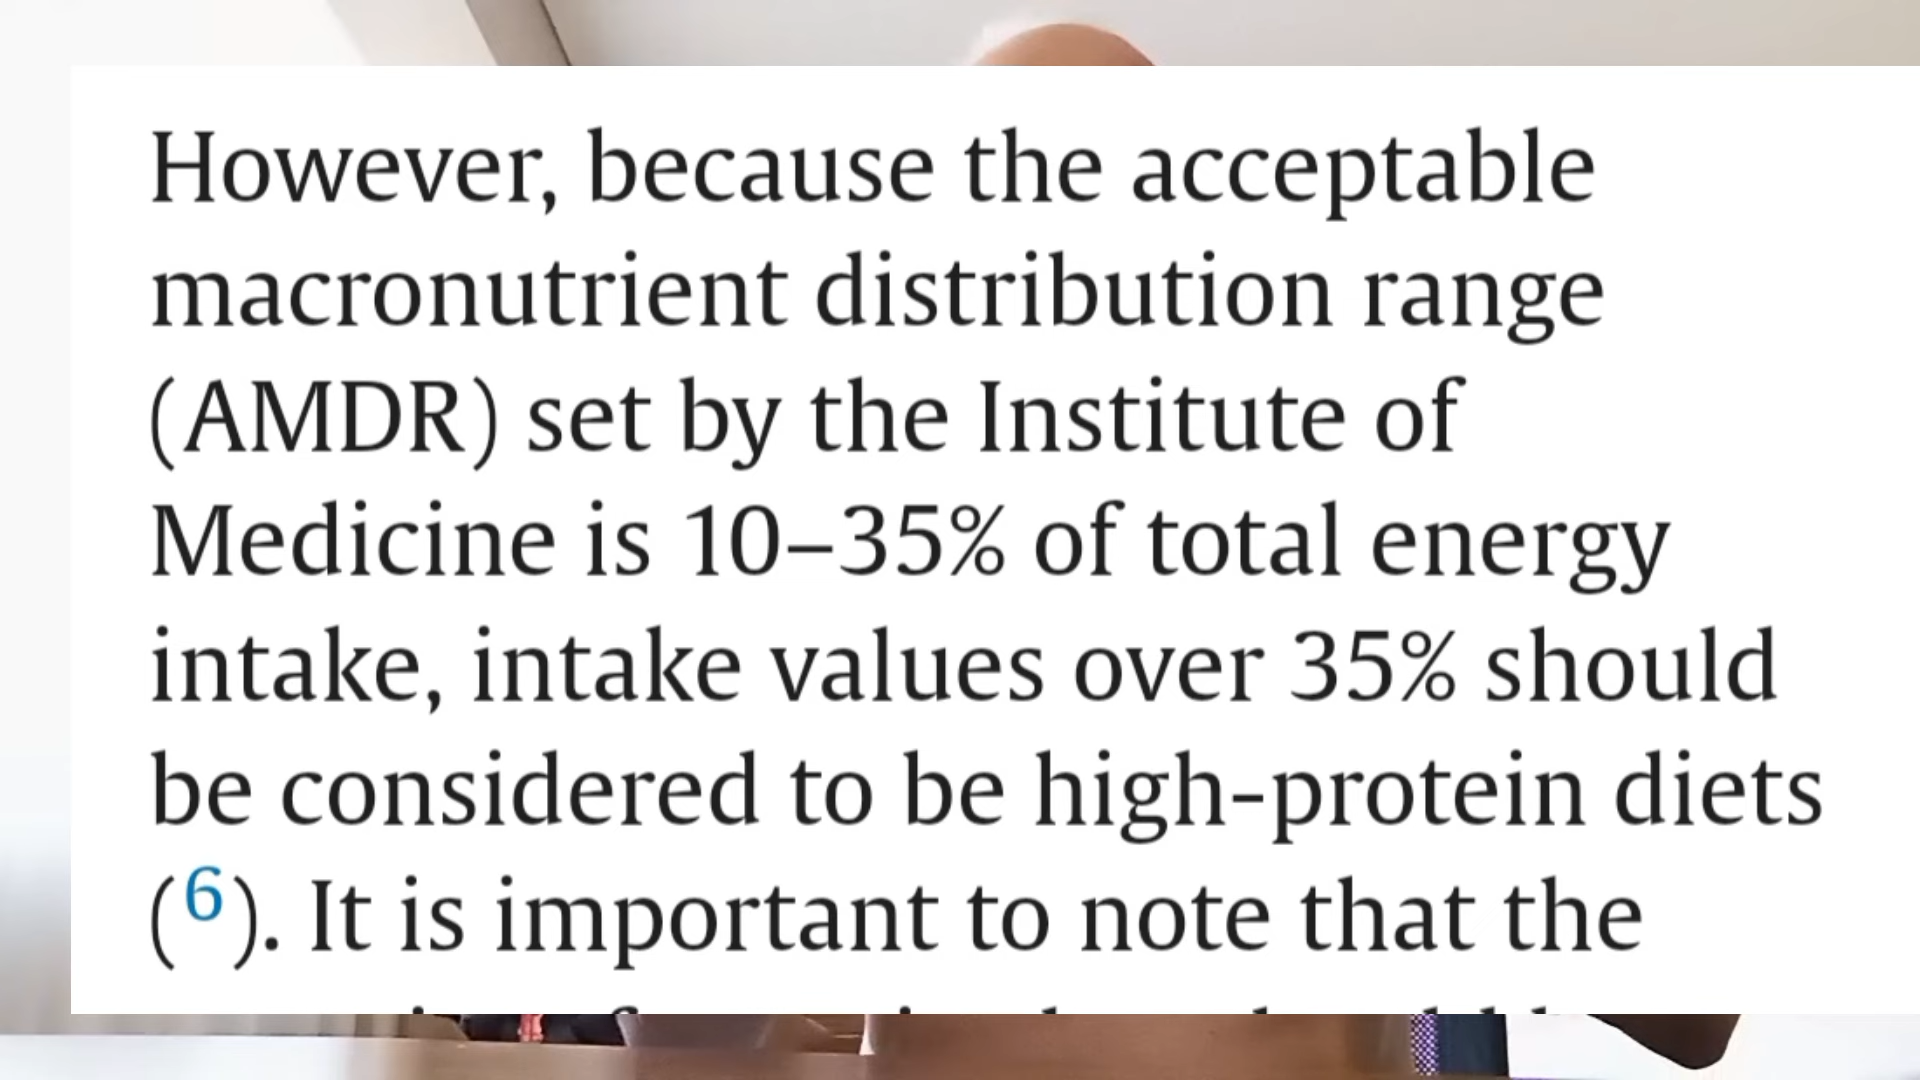 However, because the acceptable
macronutrient distribution range
(AMDR) set by the Institute of
Medicine is 10–35% of total energy
intake, intake values over 35% should
be considered to be high-protein diets
(6). It is important to note that the